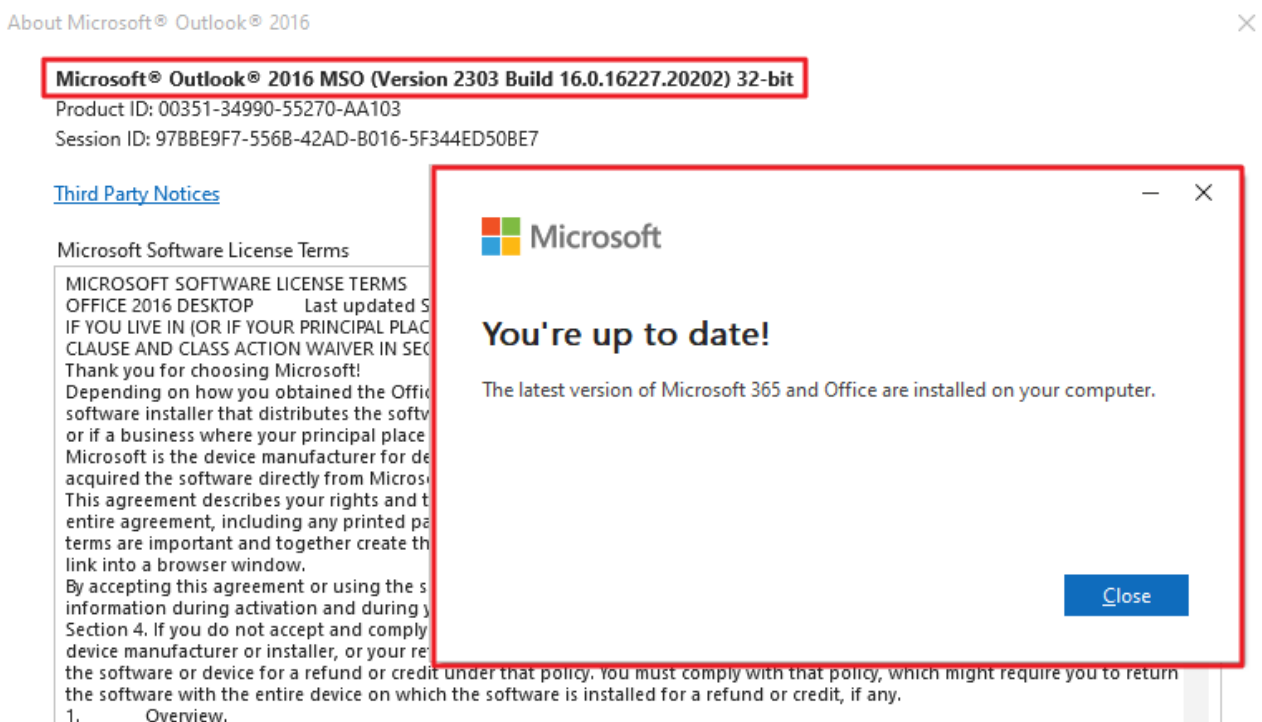 About Microsoft® Outlook® 2016
Microsoft® Outlook® 2016 MSO (Version 2303 Build 16.0.16227.20202) 32-bit
Product ID: 00351-34990-55270-AA103
Session ID: 97BBE9F7-556B-42AD-B016-5F344ED50BE7
Third Party Notices
Microsoft Software License Terms
MICROSOFT SOFTWARE LICENSE TERMS
OFFICE 2016 DESKTOP Last updated
IF YOU LIVE IN (OR IF YOUR PRINCIPAL PLAC
CLAUSE AND CLASS ACTION WAIVER IN SEC
Thank you for choosing Microsoft!
Depending on how you obtained the Offic
software installer that distributes the softw
or if a business where your principal place
Microsoft is the device manufacturer for de
acquired the software directly from Microso
This agreement describes your rights and t
entire agreement, including any printed pa
terms are important and together create th
link into a browser window.
By accepting this agreement or using the s
information during activation and during y
Section 4. If you do not accept and comply
device manufacturer or installer, or your re
the software or device for a refund or credit under that policy. You must comply with that policy, which might require you to return
the software with the entire device on which the software is installed for a refund or credit, if any.
1. Overview.
Microsoft
You're up to date!
The latest version of Microsoft 365 and Office are installed on your computer.
Close